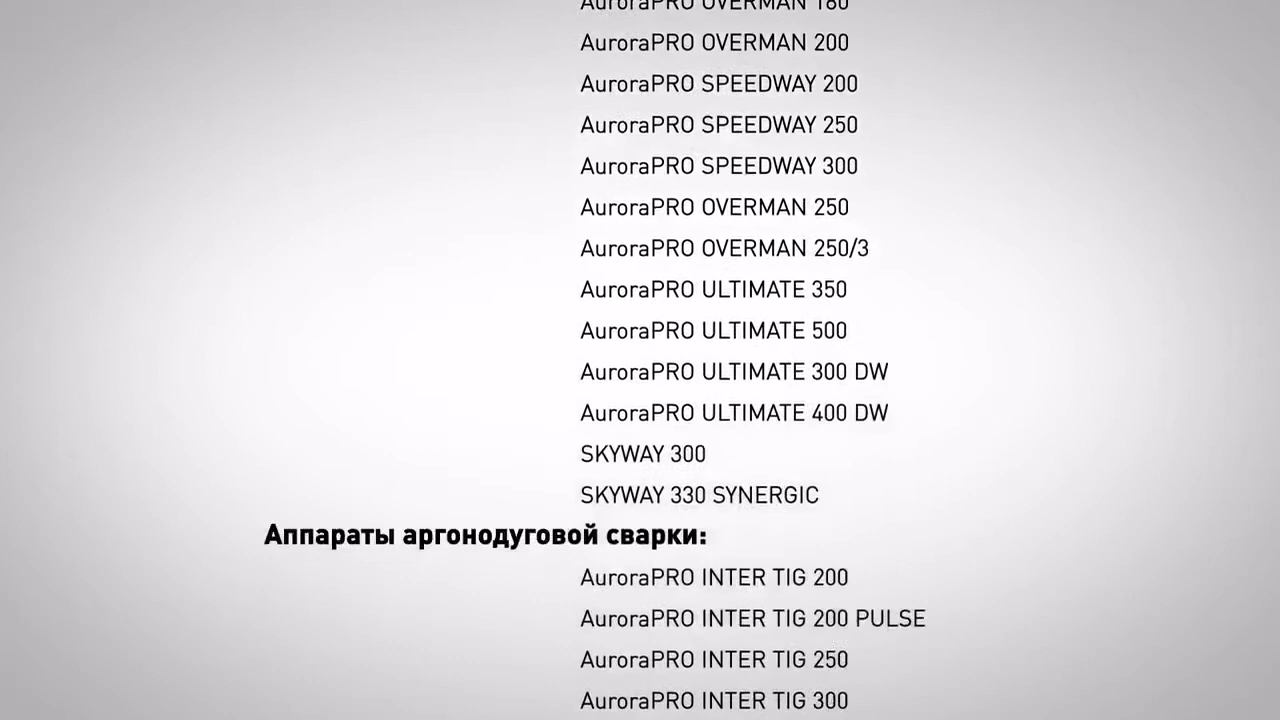 AuroraPRO OVERMAN 180
AuroraPRO OVERMAN 200
AuroraPRO SPEEDWAY 200
AuroraPRO SPEEDWAY 250
AuroraPRO SPEEDWAY 300
AuroraPRO OVERMAN 250
AuroraPRO OVERMAN 250/3
AuroraPRO ULTIMATE 350
AuroraPRO ULTIMATE 500
AuroraPRO ULTIMATE 300 DW
AuroraPRO ULTIMATE 400 DW
SKYWAY 300
SKYWAY 330 SYNERGIC
Аппараты аргонодуговой сварки:
AuroraPRO INTER TIG 200
AuroraPRO INTER TIG 200 PULSE
AuroraPRO INTER TIG 250
AuroraPRO INTER TIG 300